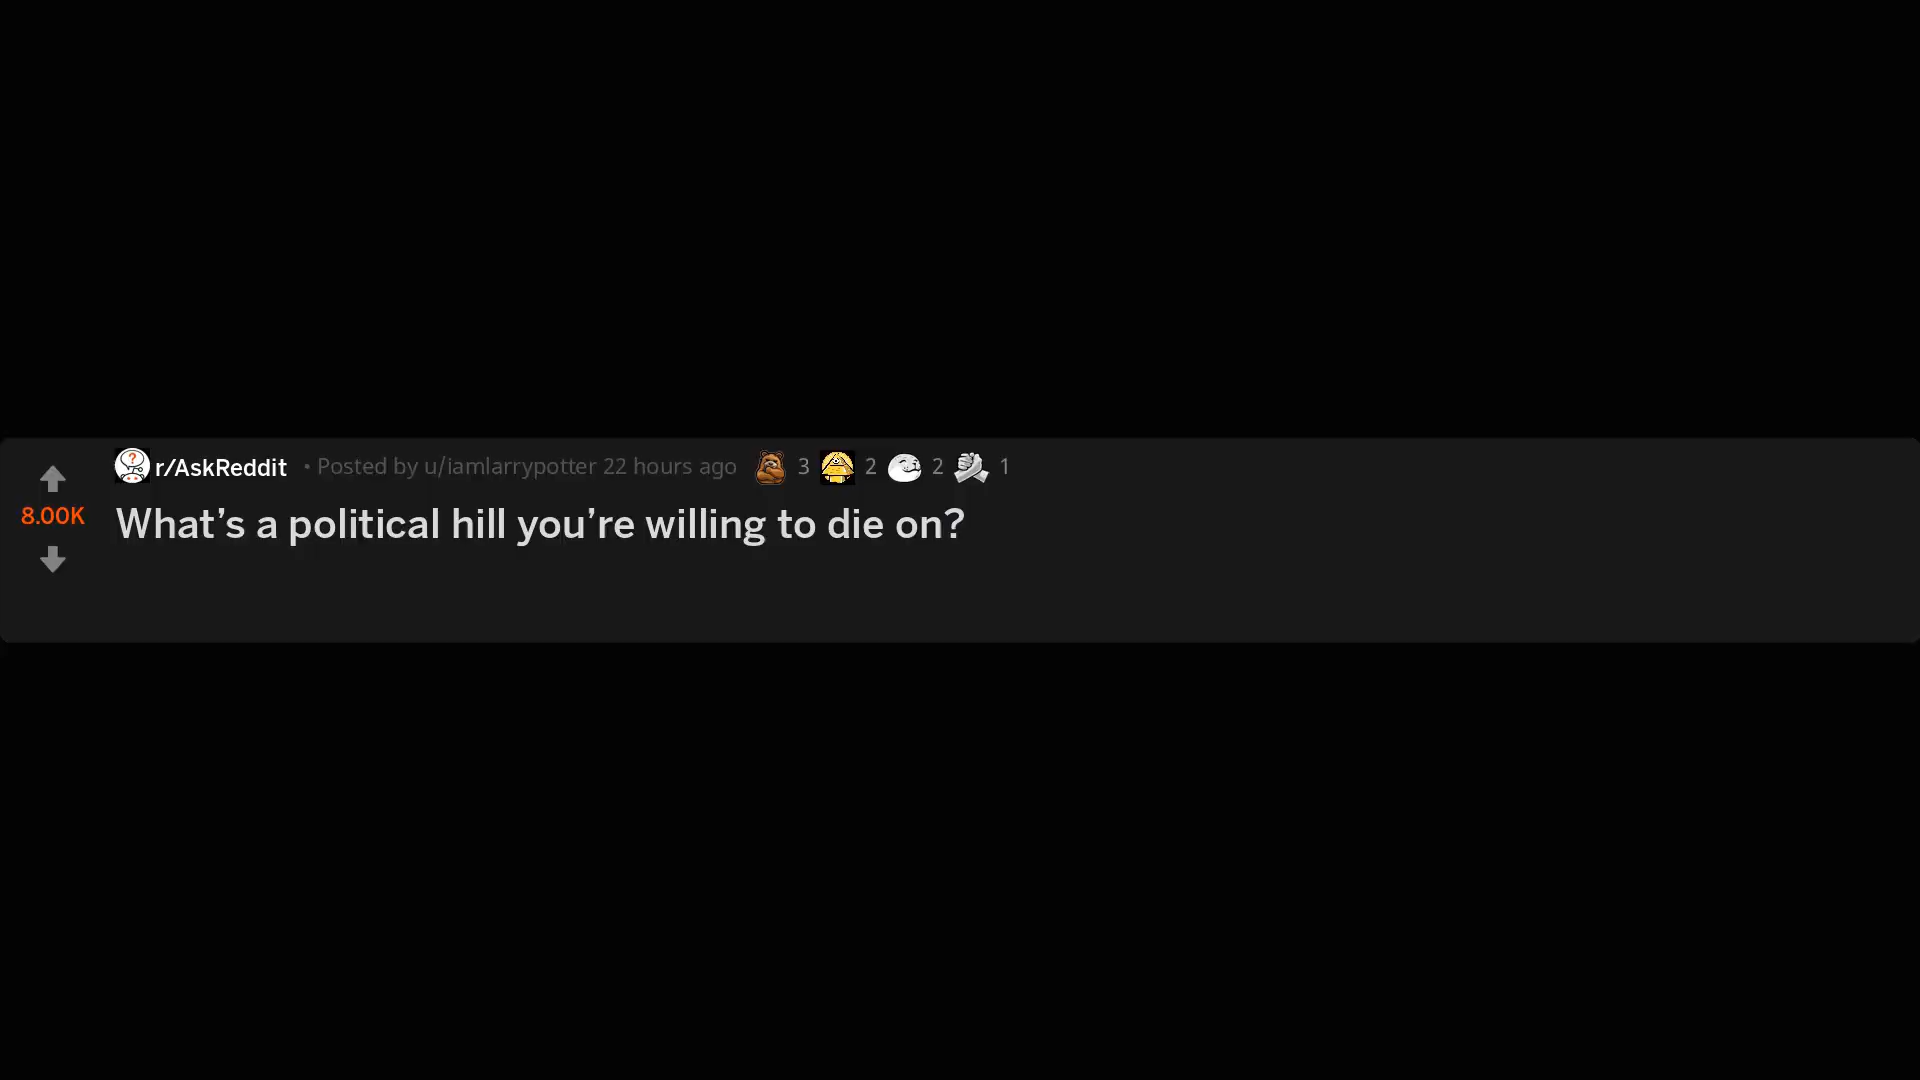 r/AskReddit • Posted by u/iamlarrypotter 22 hours ago 3 2 2 1
8.00K
What’s a political hill you’re willing to die on?